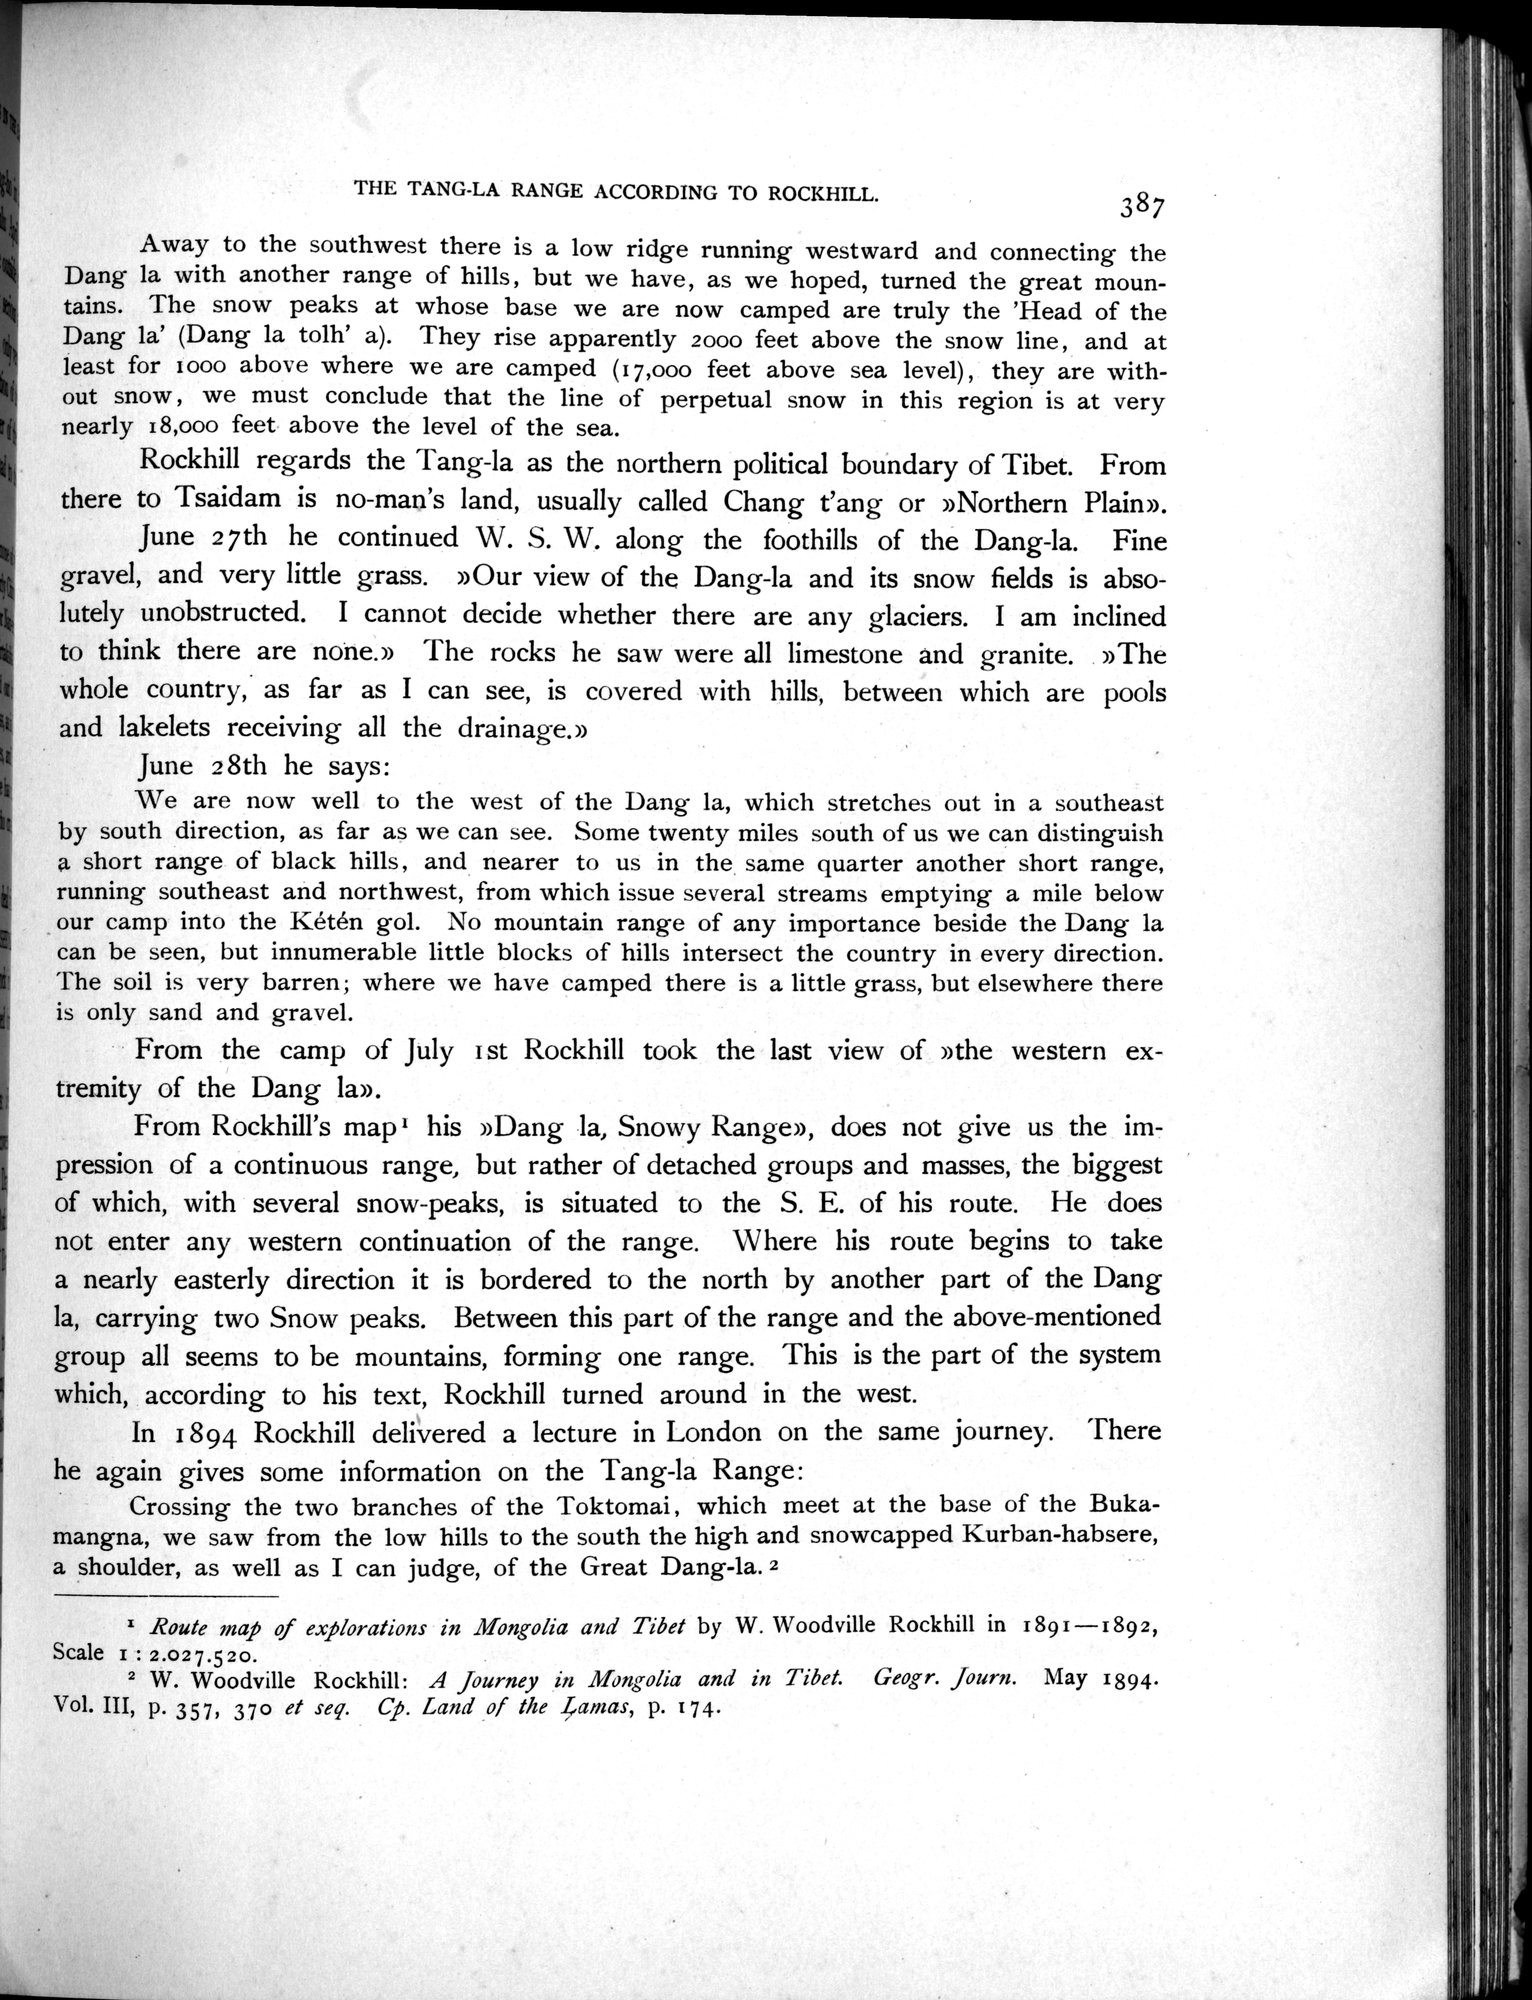 THE TANG-LA RANGE ACCORDING TO ROCKHILL.
387
Away to the southwest there is a low ridge running westward and connecting the
Dang la with another range of hills, but we have, as we hoped, turned the great moun-
tains. The snow peaks at whose base we are now camped are truly the 'Head of the
Dang la' (Dang la tolh' a). They rise apparently 2000 feet above the snow line, and at
least for 1000 above where we are camped (17,000 feet above sea level), they are with-
out snow, we must conclude that the line of perpetual snow in this region is at very
nearly 18,000 feet above the level of the sea.
Rockhill regards the Tang-la as the northern political boundary of Tibet. From
there to Tsaidam is no-man's land, usually called Chang t'ang or »Northern Plain».
June 27th he continued W. S. W. along the foothills of the Dang-la. Fine
gravel, and very little grass. »Our view of the Dang-la and its snow fields is abso-
lutely unobstructed. I cannot decide whether there are any glaciers. I am inclined
to think there are none.» The rocks he saw were all limestone and granite. »The
whole country, as far as I can see, is covered with hills, between which are pools
and lakelets receiving all the drainage.»
June 28th he says:
We are now well to the west of the Dang la, which stretches out in a southeast
by south direction, as far as we can see. Some twenty miles south of us we can distinguish
a short range of black hills, and nearer to us in the same quarter another short range,
running southeast and northwest, from which issue several streams emptying a mile below
our camp into the Kétén gol. No mountain range of any importance beside the Dang la
can be seen, but innumerable little blocks of hills intersect the country in every direction.
The soil is very barren; where we have camped there is a little grass, but elsewhere there
is only sand and gravel.
From the camp of July 1st Rockhill took the last view of »the western ex-
tremity of the Dang la».
From Rockhill's map¹ his »Dang la, Snowy Range», does not give us the im-
pression of a continuous range, but rather of detached groups and masses, the biggest
of which, with several snow-peaks, is situated to the S. E. of his route. He does
not enter any western continuation of the range. Where his route begins to take
a nearly easterly direction it is bordered to the north by another part of the Dang
la, carrying two Snow peaks. Between this part of the range and the above-mentioned
group all seems to be mountains, forming one range. This is the part of the system
which, according to his text, Rockhill turned around in the west.
In 1894 Rockhill delivered a lecture in London on the same journey. There
he again gives some information on the Tang-la Range:
Crossing the two branches of the Toktomai, which meet at the base of the Buka-
mangna, we saw from the low hills to the south the high and snowcapped Kurban-habsere,
a shoulder, as well as I can judge, of the Great Dang-la.²
¹ Route map of explorations in Mongolia and Tibet by W. Woodville Rockhill in 1891—1892,
Scale 1 : 2.027.520.
² W. Woodville Rockhill: A Journey in Mongolia and in Tibet. Geogr. Journ. May 1894.
Vol. III, p. 357, 370 et seq. Cp. Land of the Lamas, p. 174.